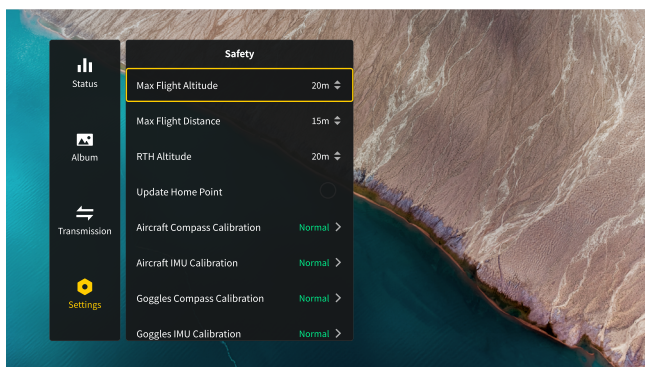 Safety
Status
Max Flight Altitude 20m
Max Flight Distance 15m
Album
RTH Altitude 20m
Update Home Point
Transmission
Aircraft Compass Calibration Normal
Aircraft IMU Calibration Normal
Settings
Goggles Compass Calibration Normal
Goggles IMU Calibration Normal